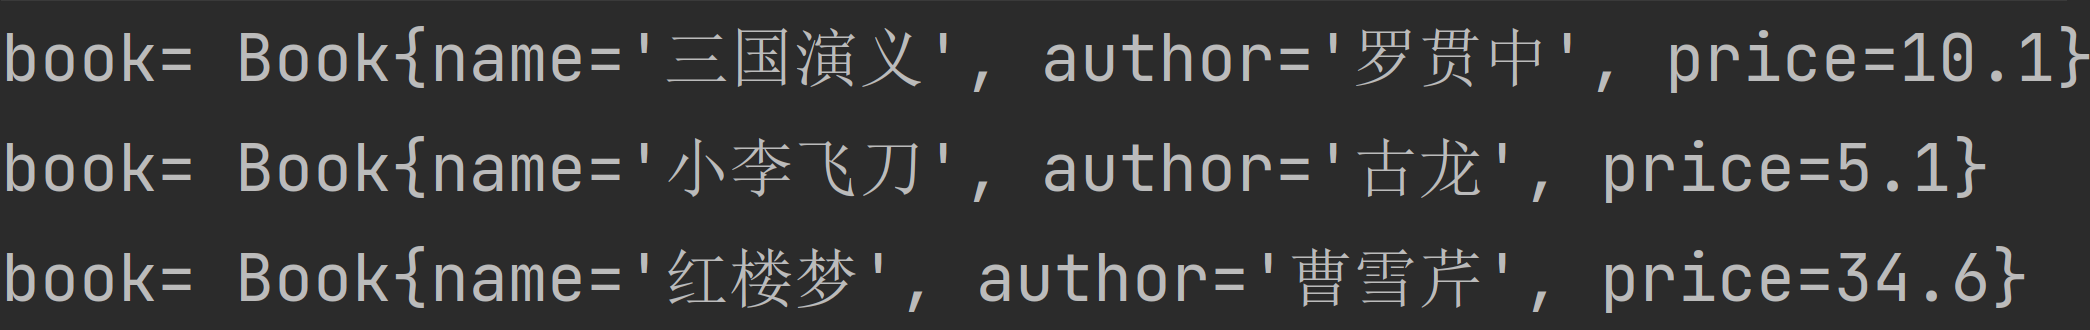 book= Book{name='三国演义', author='罗贯中', price=10.1}
book= Book{name='小李飞刀', author='古龙', price=5.1}
book= Book{name='红楼梦', author='曹雪芹', price=34.6}